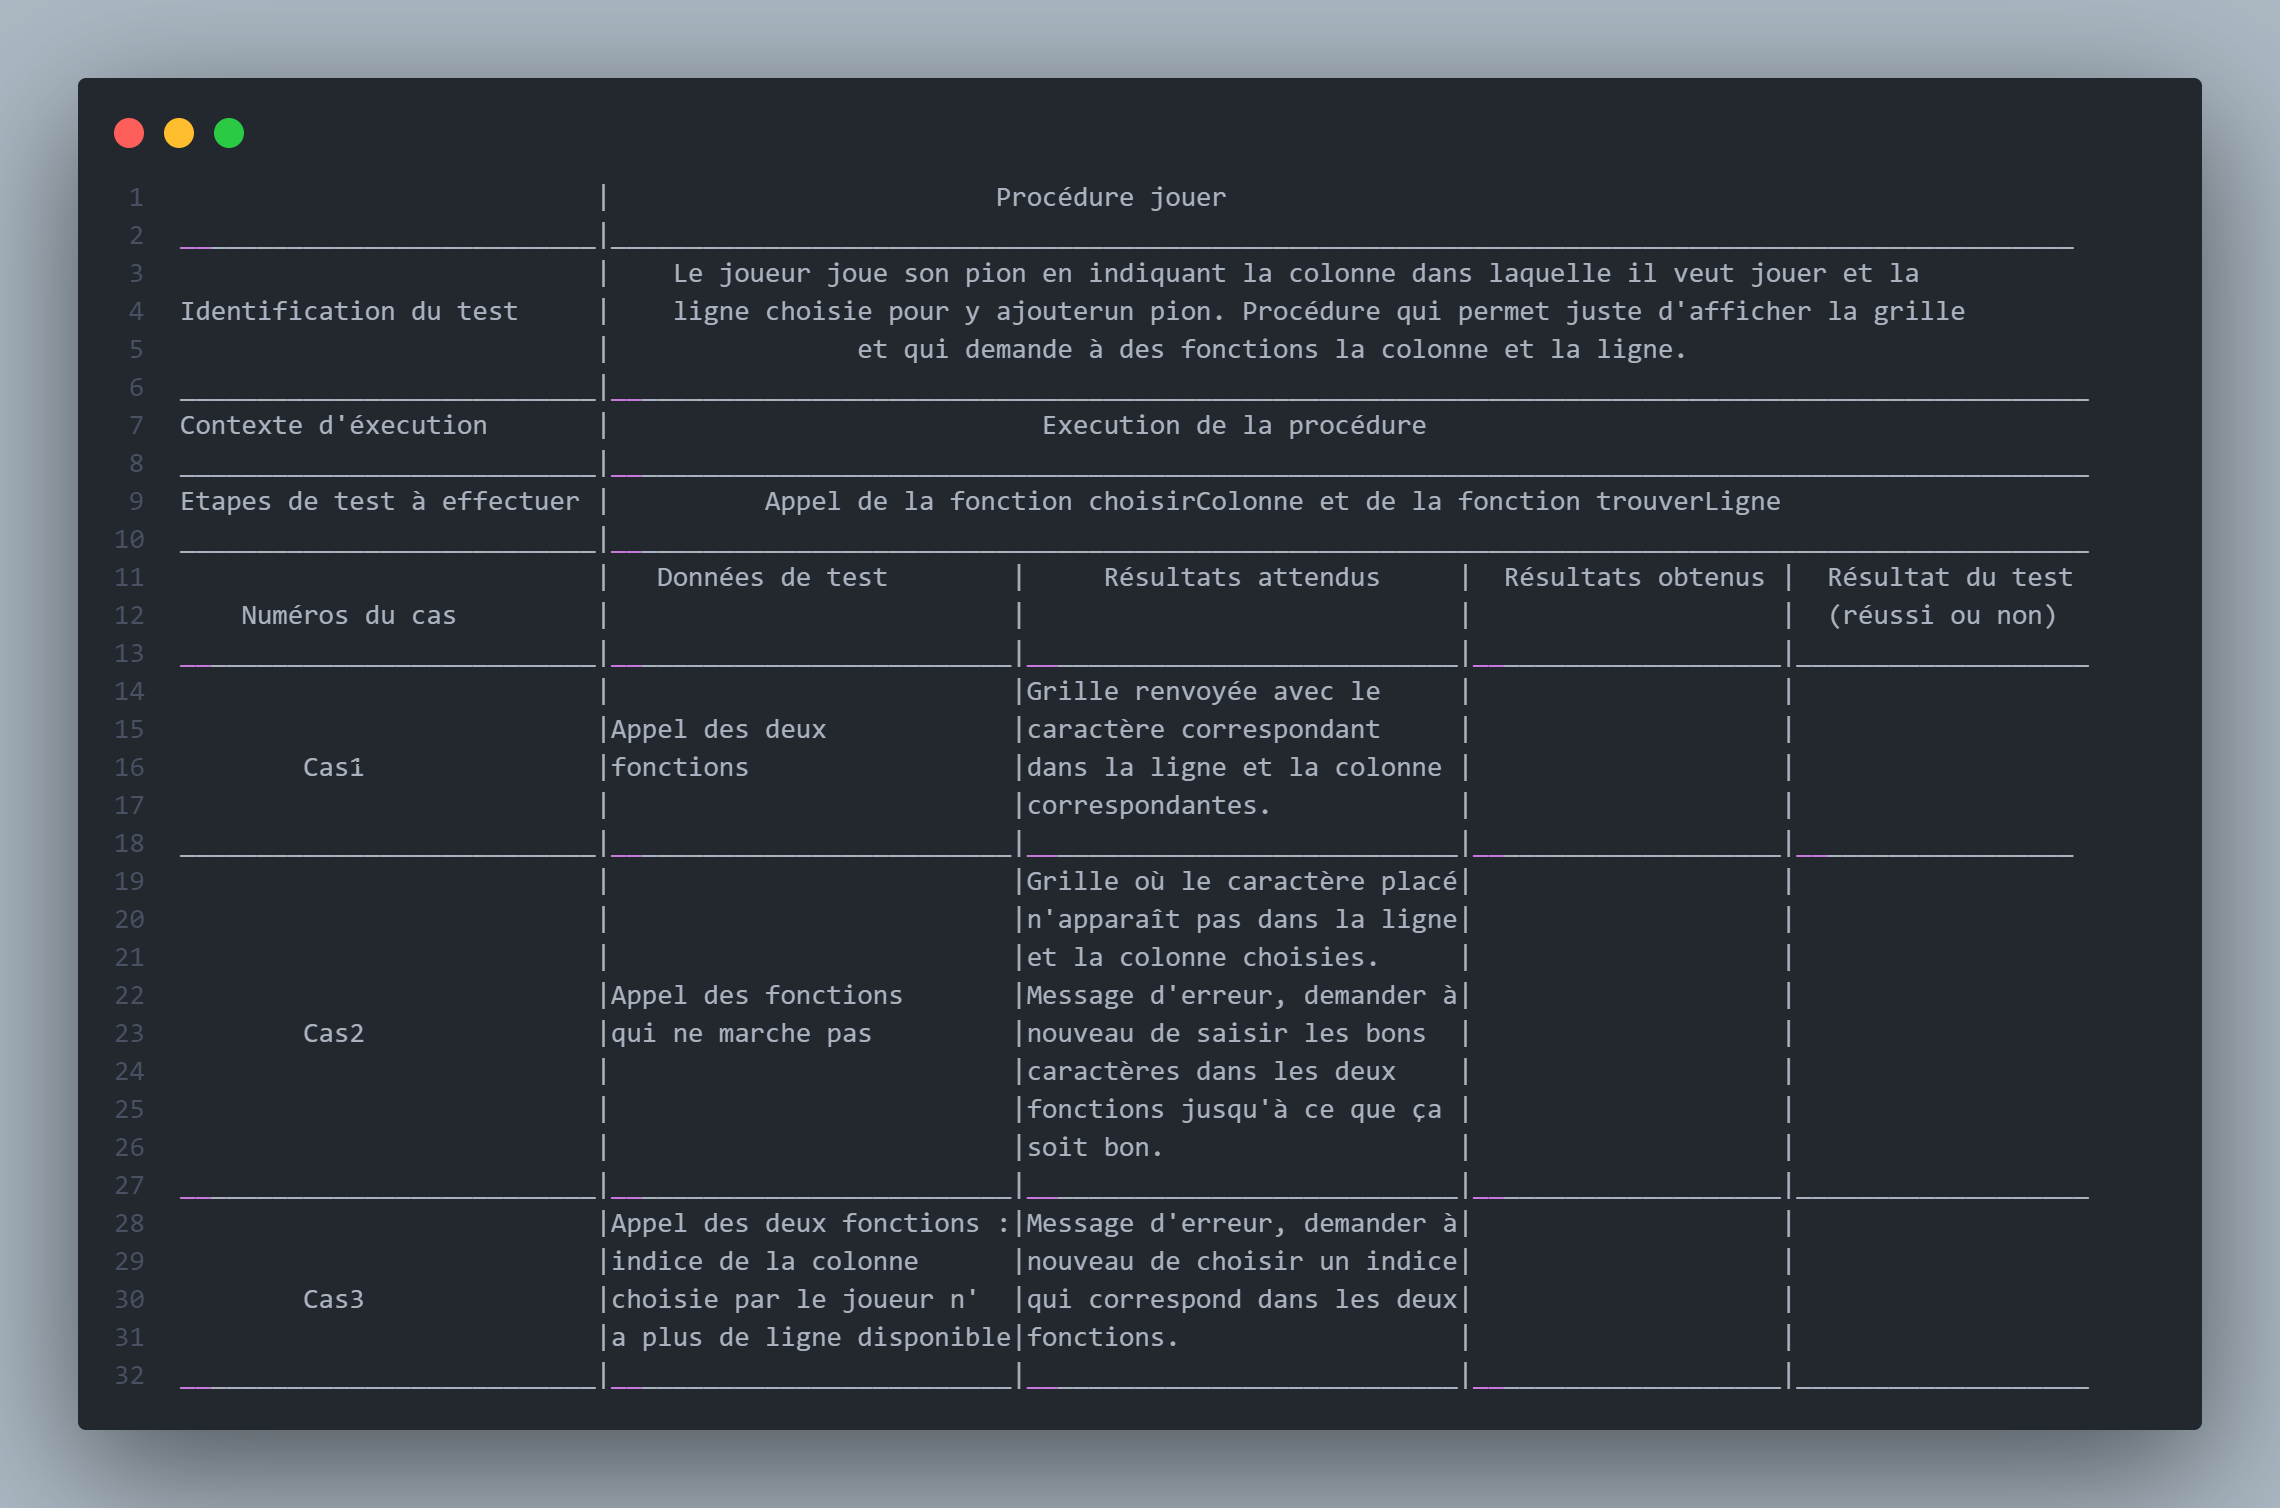 1 | Procédure jouer
2 ___________________________|_______________________________________________________________________________________________
3 | Le joueur joue son pion en indiquant la colonne dans laquelle il veut jouer et la
4 Identification du test | ligne choisie pour y ajouterun pion. Procédure qui permet juste d'afficher la grille
5 | et qui demande à des fonctions la colonne et la ligne.
6 ___________________________|________________________________________________________________________________________________
7 Contexte d'éxecution | Execution de la procédure
8 ___________________________|________________________________________________________________________________________________
9 Etapes de test à effectuer | Appel de la fonction choisirColonne et de la fonction trouverLigne
10 ___________________________|________________________________________________________________________________________________
11 | Données de test | Résultats attendus | Résultats obtenus | Résultat du test
12 Numéros du cas | | | | (réussi ou non)
13 ___________________________|__________________________|____________________________|____________________|___________________
14 | |Grille renvoyée avec le | |
15 |Appel des deux |caractère correspondant | |
16 Cas1 |fonctions |dans la ligne et la colonne | |
17 | |correspondantes. | |
18 ___________________________|__________________________|____________________________|____________________|__________________
19 | |Grille où le caractère placé| |
20 | |n'apparaît pas dans la ligne| |
21 | |et la colonne choisies. | |
22 |Appel des fonctions |Message d'erreur, demander à| |
23 Cas2 |qui ne marche pas |nouveau de saisir les bons | |
24 | |caractères dans les deux | |
25 | |fonctions jusqu'à ce que ça | |
26 | |soit bon. | |
27 ___________________________|__________________________|____________________________|____________________|___________________
28 |Appel des deux fonctions :|Message d'erreur, demander à| |
29 |indice de la colonne |nouveau de choisir un indice| |
30 Cas3 |choisie par le joueur n' |qui correspond dans les deux| |
31 |a plus de ligne disponible|fonctions. | |
32 ___________________________|__________________________|____________________________|____________________|___________________